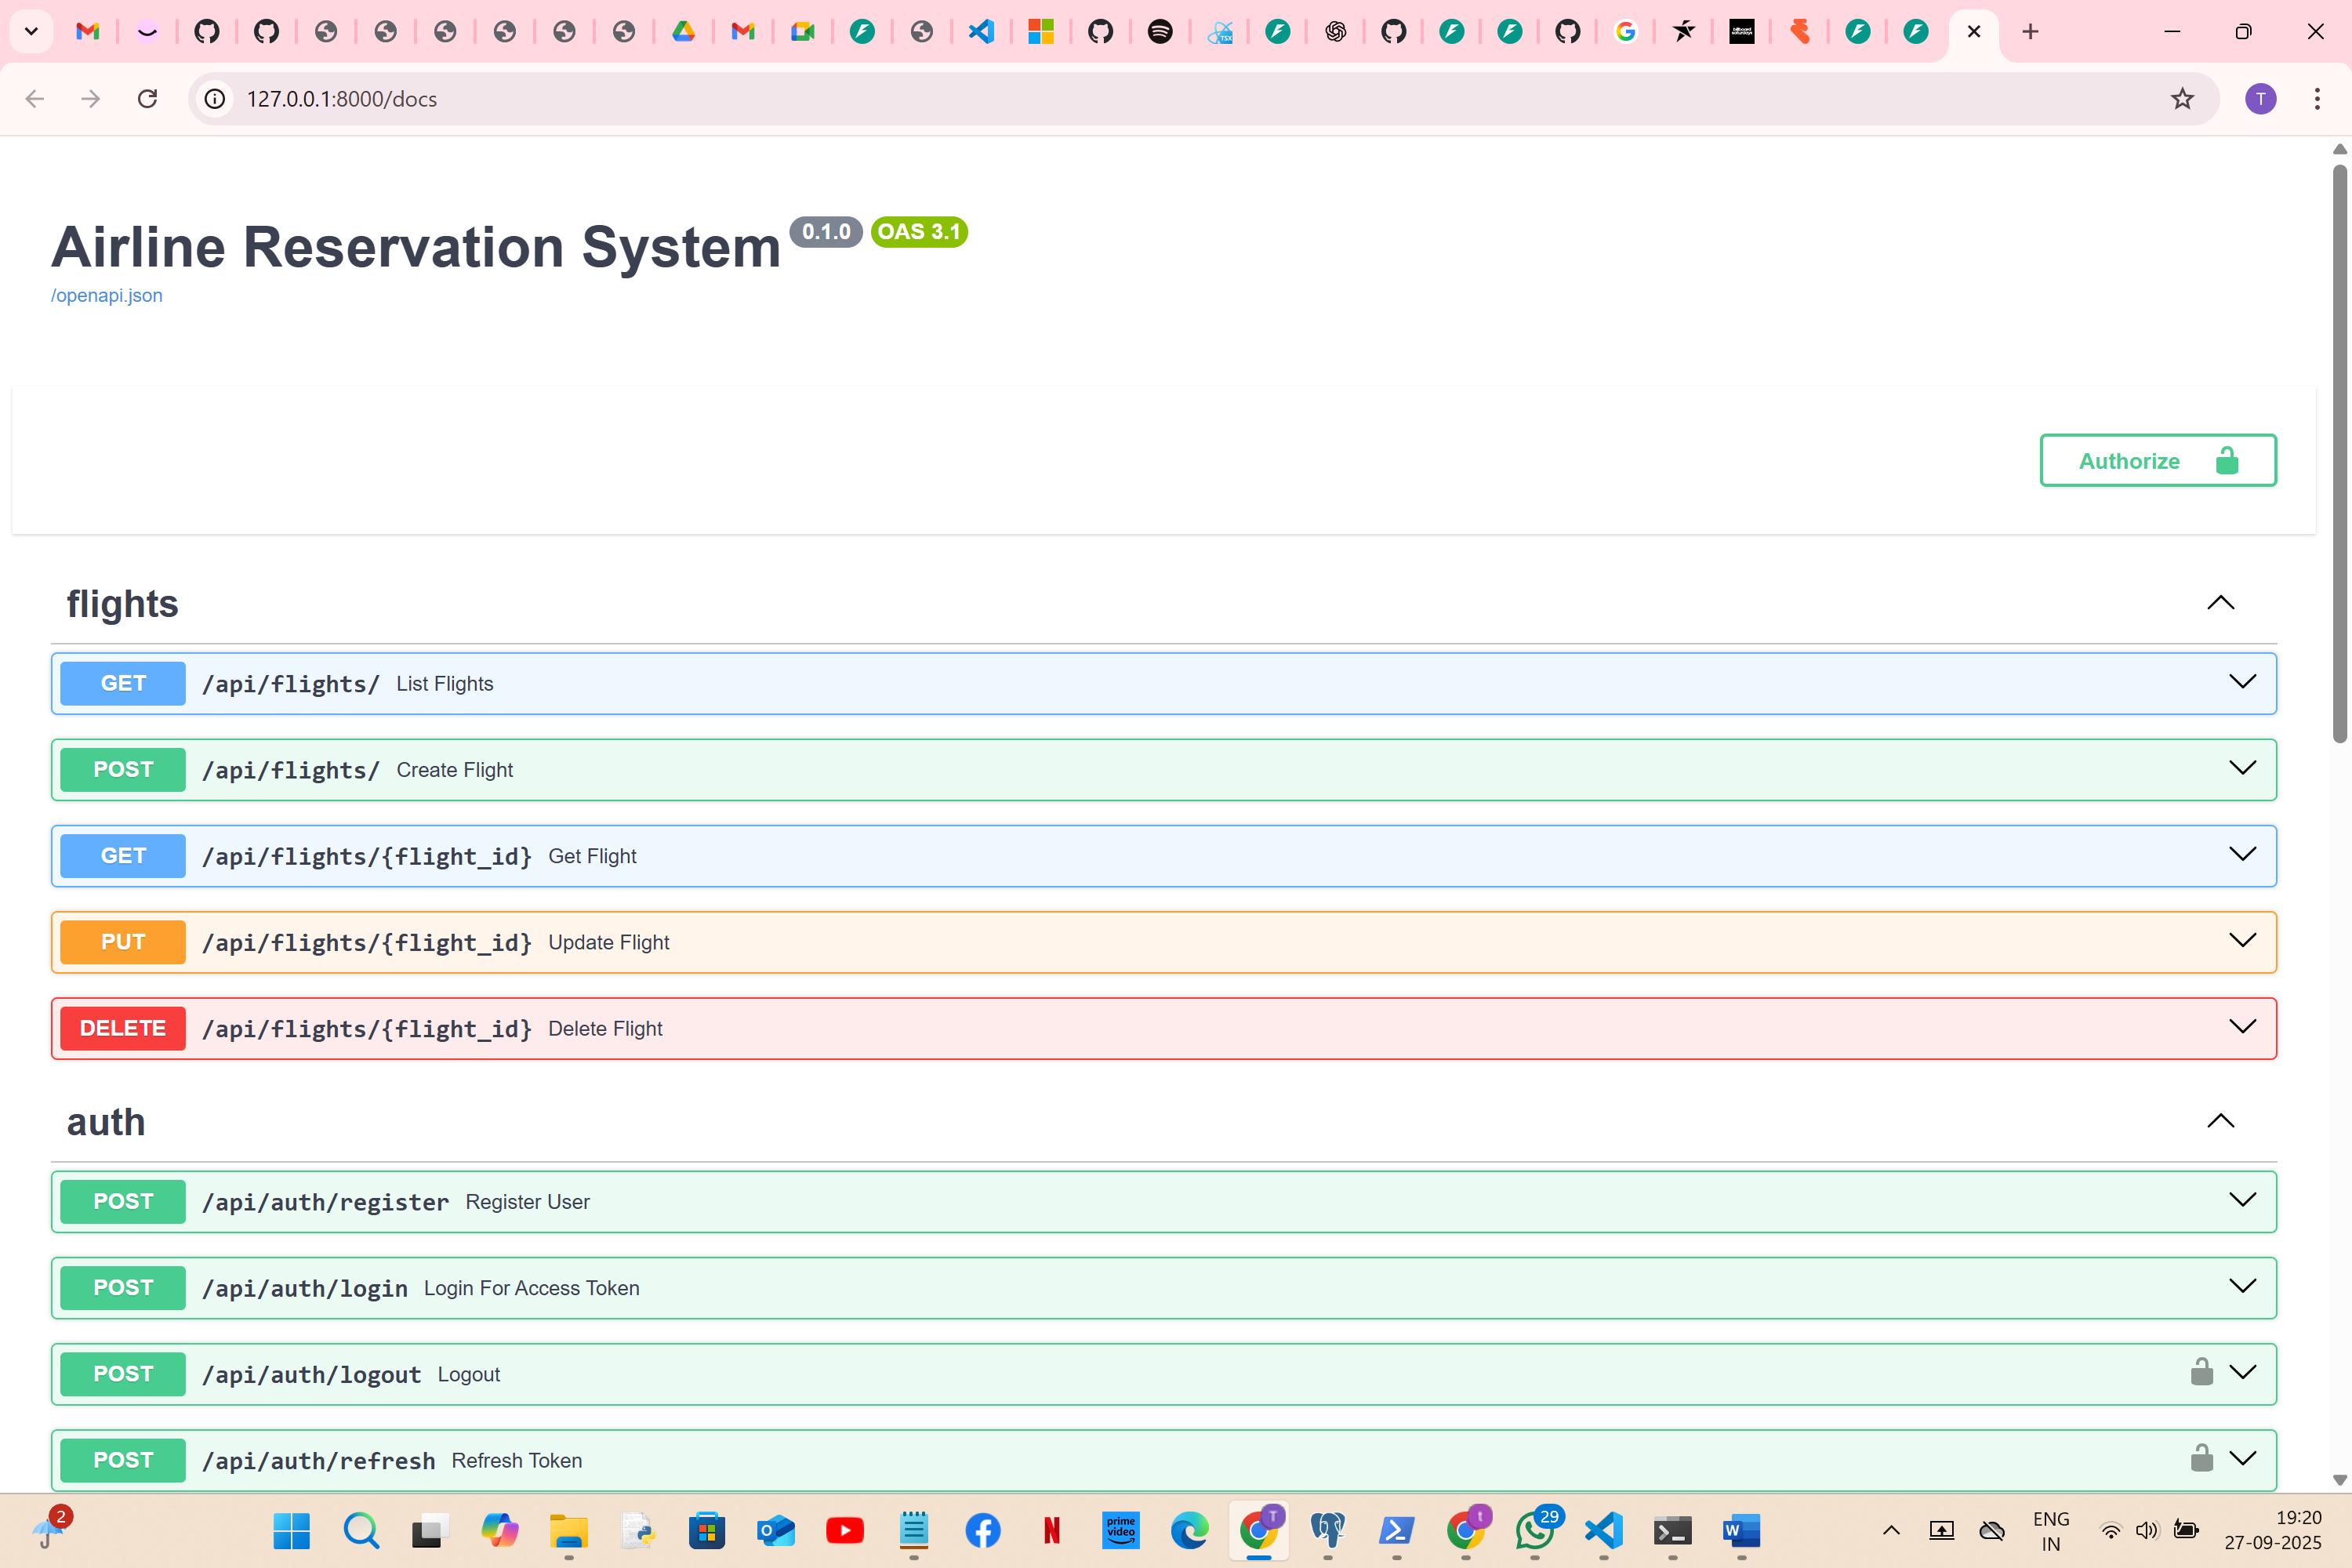 127.0.0.1:8000/docs
T
Airline Reservation System 0.1.0 OAS 3.1
/openapi.json
Authorize
flights
GET /api/flights/ List Flights
POST /api/flights/ Create Flight
GET /api/flights/{flight_id} Get Flight
PUT /api/flights/{flight_id} Update Flight
DELETE /api/flights/{flight_id} Delete Flight
auth
POST /api/auth/register Register User
POST /api/auth/login Login For Access Token
POST /api/auth/logout Logout
POST /api/auth/refresh Refresh Token
2
prime video
T
t
29
ENG
IN
19:20
27-09-2025